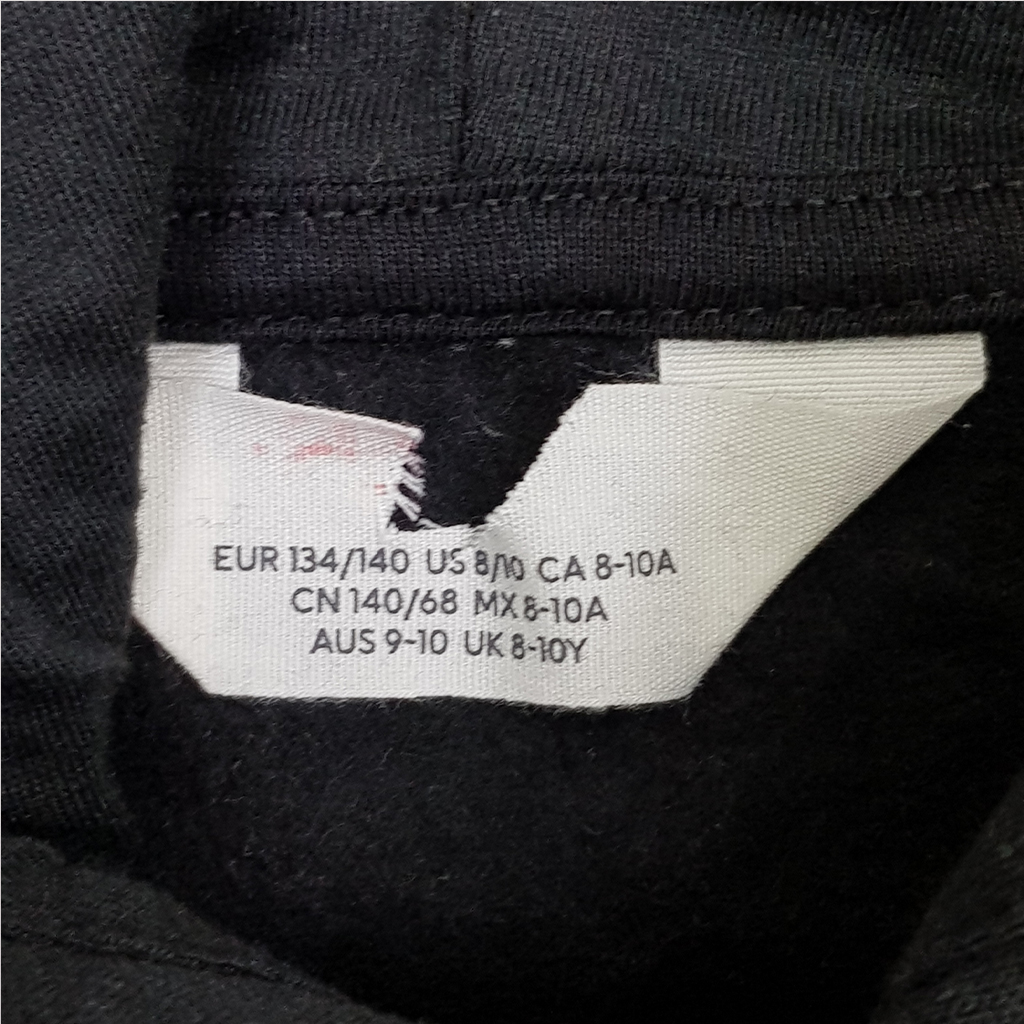 EUR 134/140 US 8/10 CA 8-10A
CN 140/68 MX 8-10A
AUS 9-10 UK 8-10Y